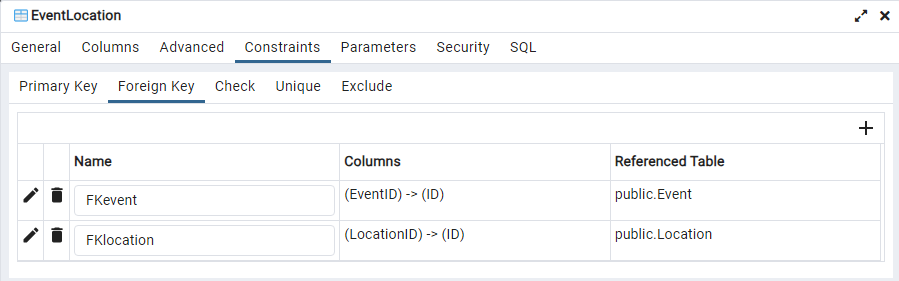 EventLocation
General Columns Advanced Constraints Parameters Security SQL
Primary Key Foreign Key Check Unique Exclude
Name Columns Referenced Table
FKevent (EventID) -> (ID) public.Event
FKlocation (LocationID) -> (ID) public.Location